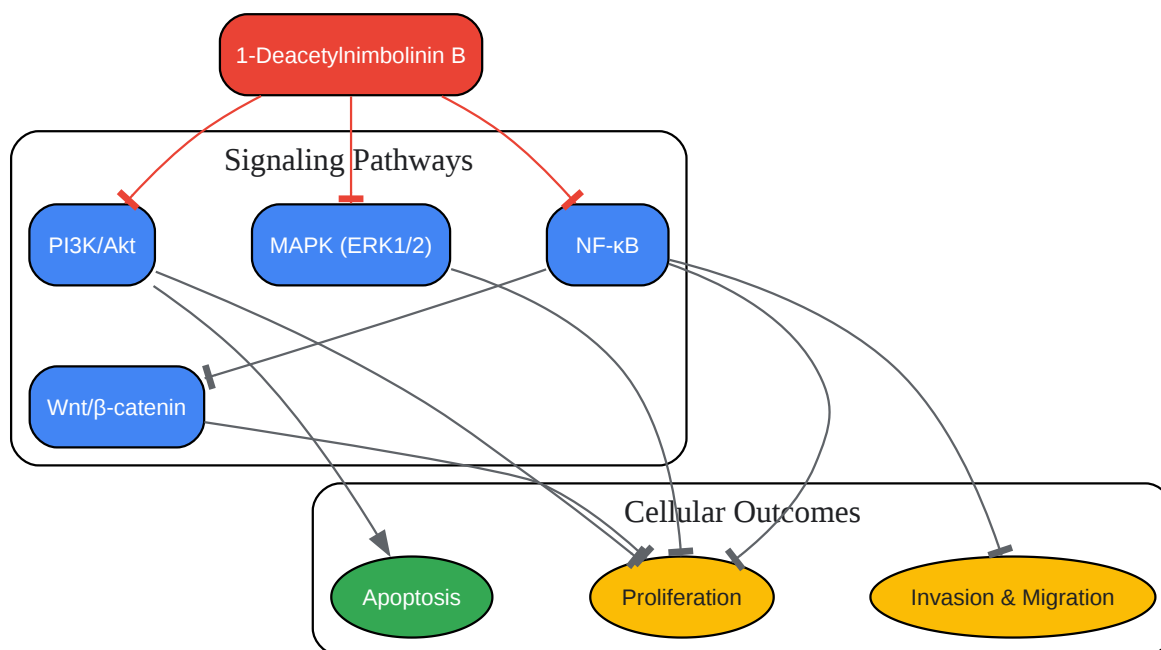 1-Deacetylnimbolinin B
Signaling Pathways
PI3K/Akt
MAPK (ERK1/2)
NF-κB
Wnt/β-catenin
Cellular Outcomes
Apoptosis
Proliferation
Invasion & Migration